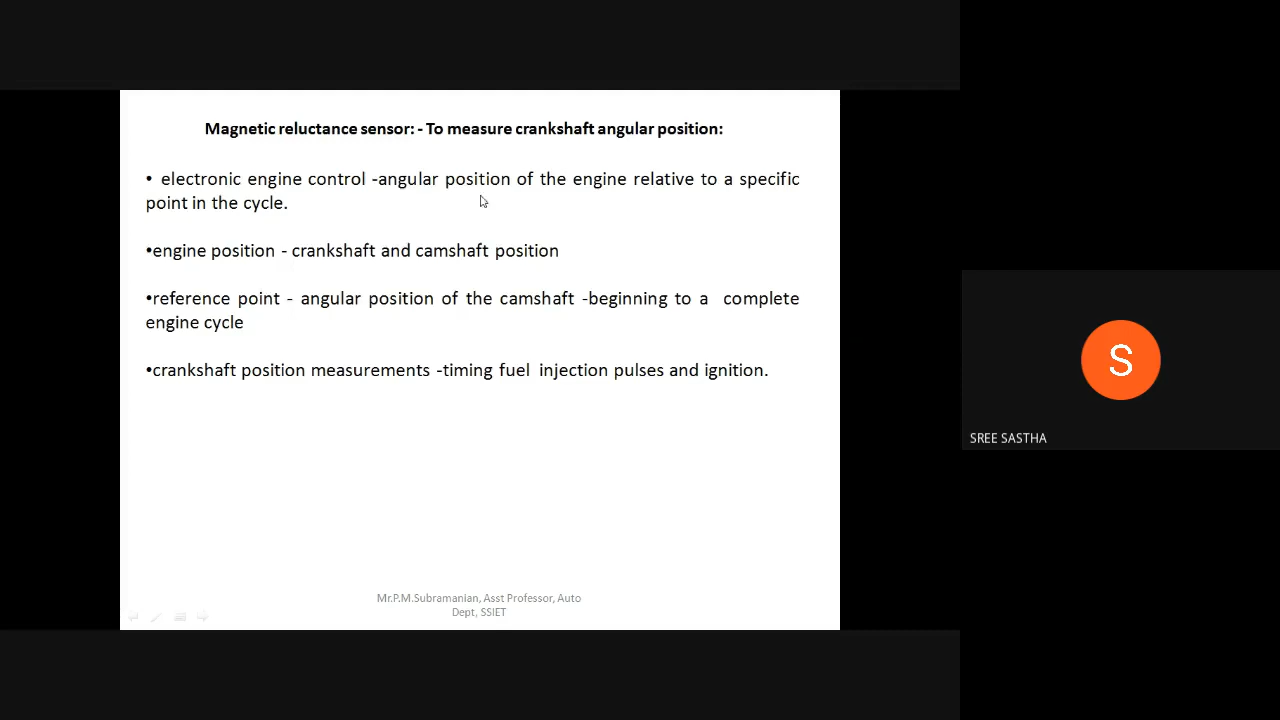 Magnetic reluctance sensor: - To measure crankshaft angular position:
• electronic engine control -angular position of the engine relative to a specific
point in the cycle.
•engine position - crankshaft and camshaft position
•reference point - angular position of the camshaft -beginning to a complete
engine cycle
•crankshaft position measurements -timing fuel injection pulses and ignition.
Mr.P.M.Subramanian, Asst Professor, Auto
Dept, SSIET
S
SREE SASTHA